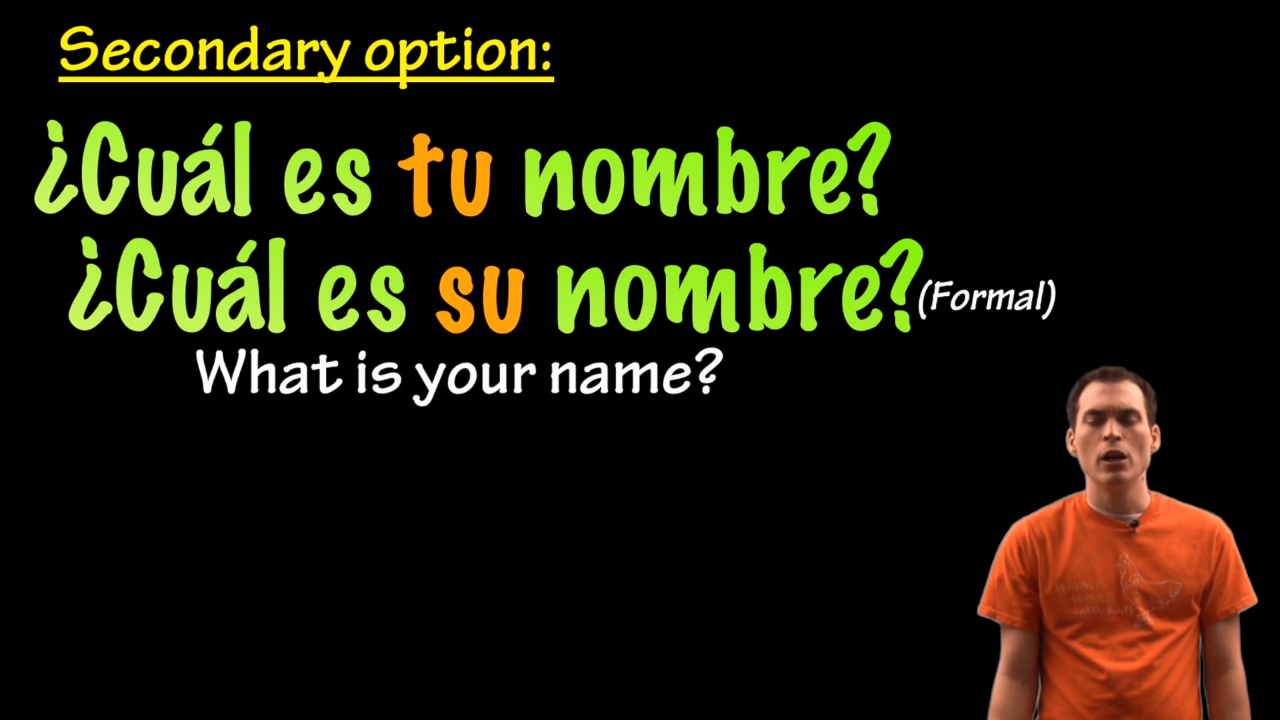 Secondary option:
¿Cuál es tu nombre?
¿Cuál es su nombre? (Formal)
What is your name?